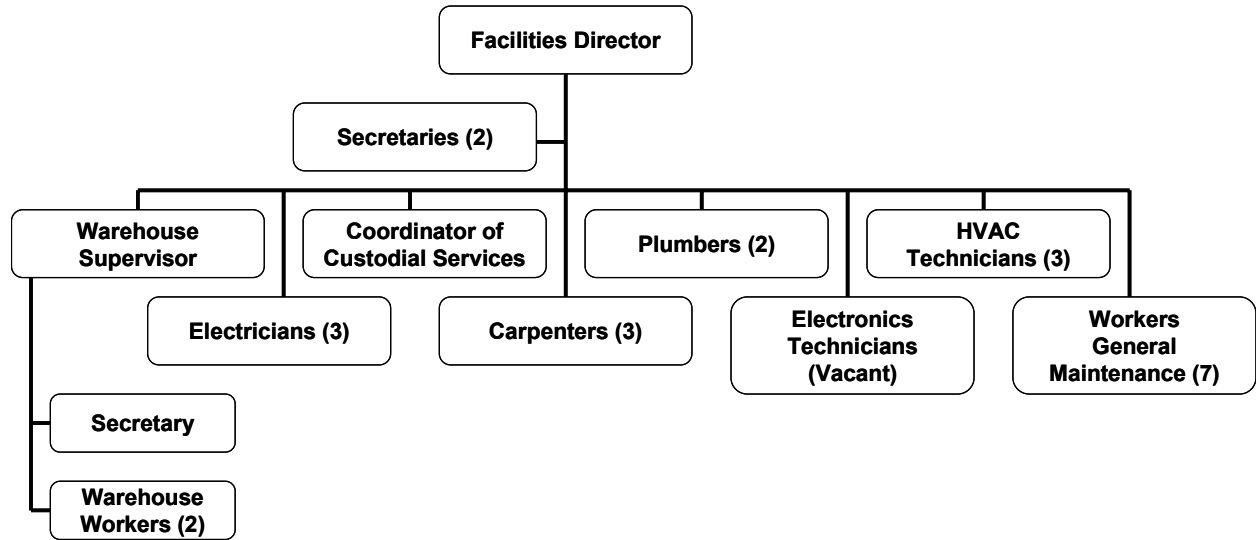 Facilities Director
Secretaries (2)
Warehouse
Supervisor
Coordinator of
Custodial Services
Plumbers (2)
HVAC
Technicians (3)
Electricians (3)
Carpenters (3)
Electronics
Technicians
(Vacant)
Workers
General
Maintenance (7)
Secretary
Warehouse
Workers (2)